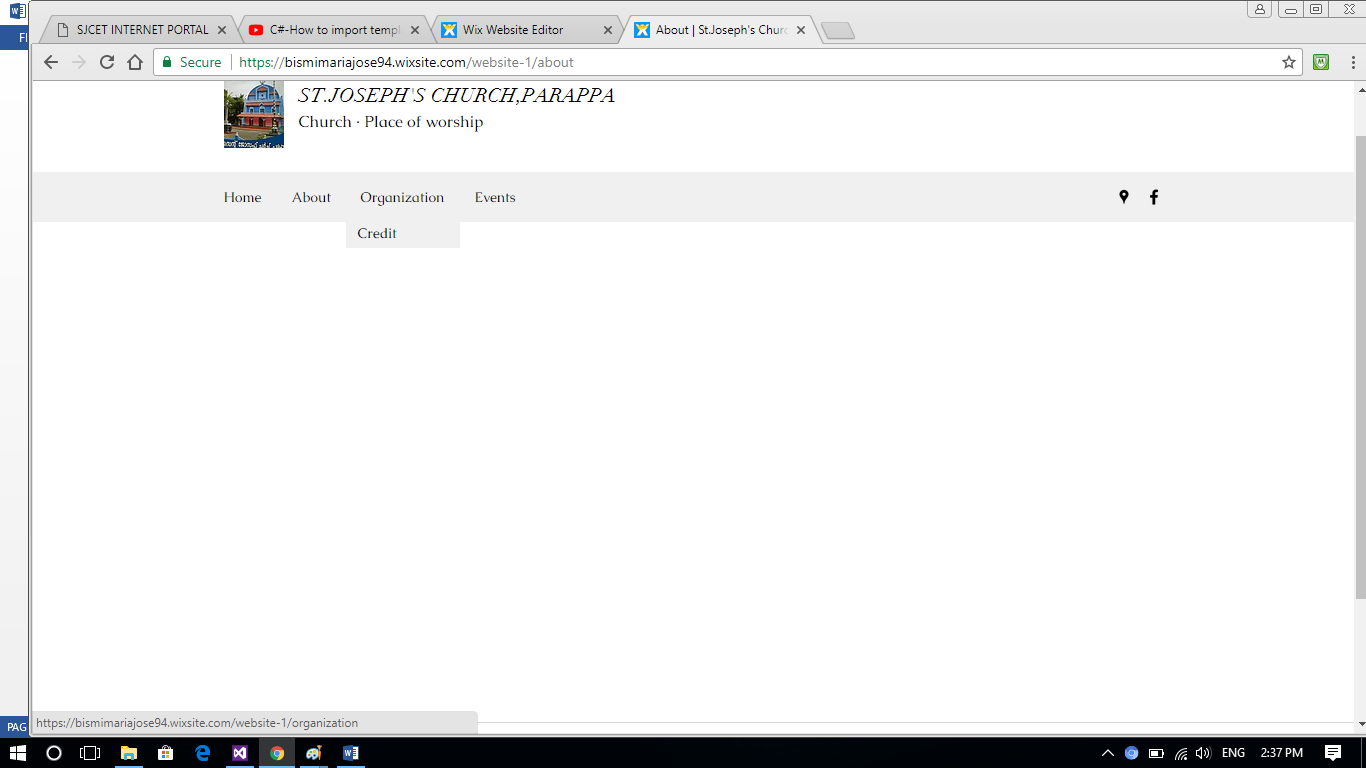 SJCET INTERNET PORTAL
C#-How to import templ
Wix Website Editor
About | St.Joseph's Churc
Secure
https://bismimariajose94.wixsite.com/website-1/about
FI
ST.JOSEPH'S CHURCH,PARAPPA
Church · Place of worship
Home About Organization Events
Credit
https://bismimariajose94.wixsite.com/website-1/organization
PAG
ENG 2:37 PM